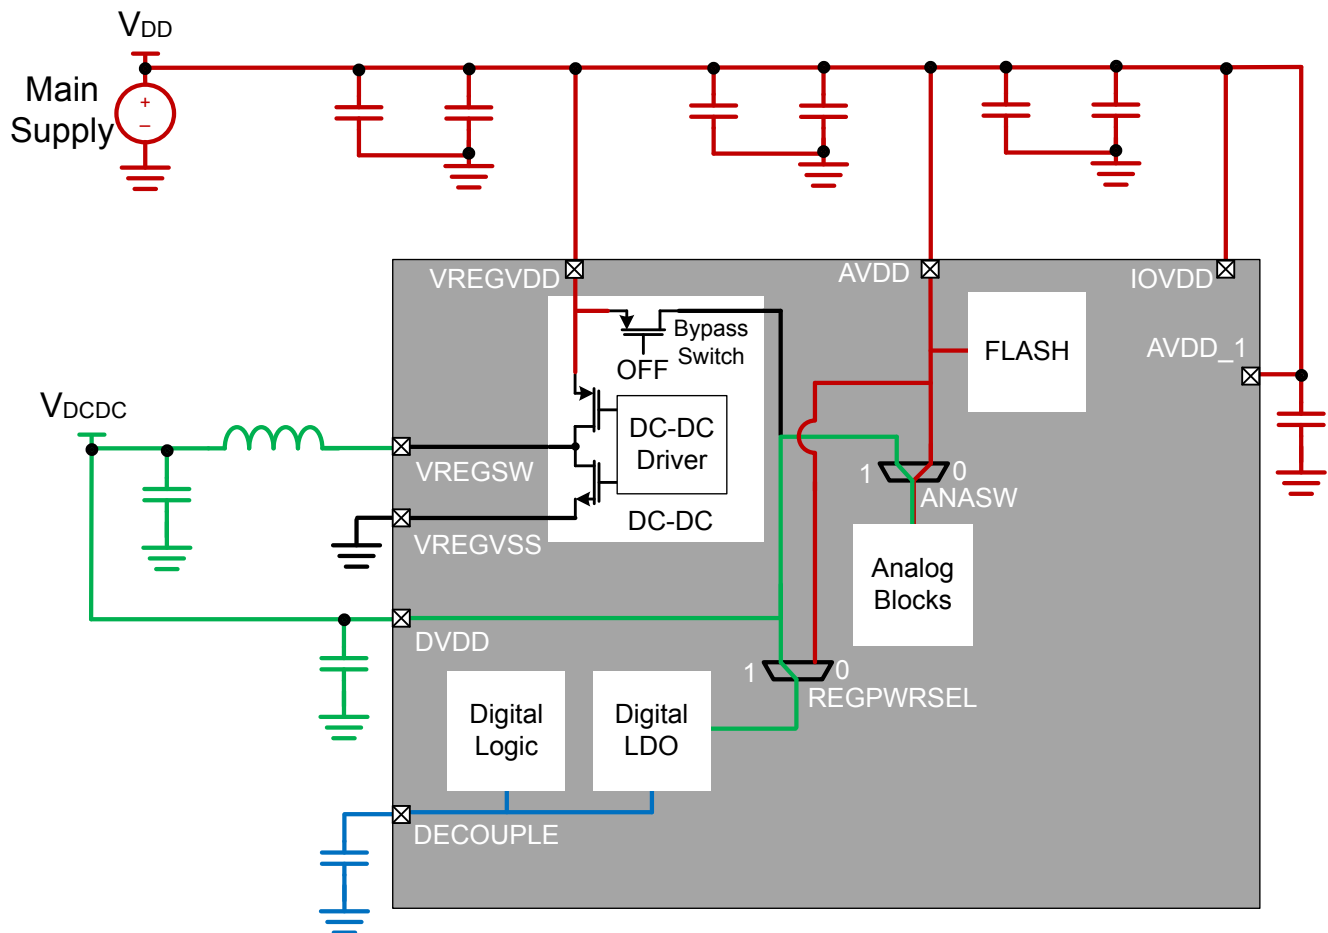 VDD
Main
Supply
+
–
VREGVDD
AVDD
IOVDD
Bypass
Switch
OFF
FLASH
AVDD_1
VDCDC
DC-DC
Driver
VREGSW
1
0
ANASW
DC-DC
VREGVSS
Analog
Blocks
DVDD
1
0
REGPWRSEL
Digital
Logic
Digital
LDO
DECOUPLE